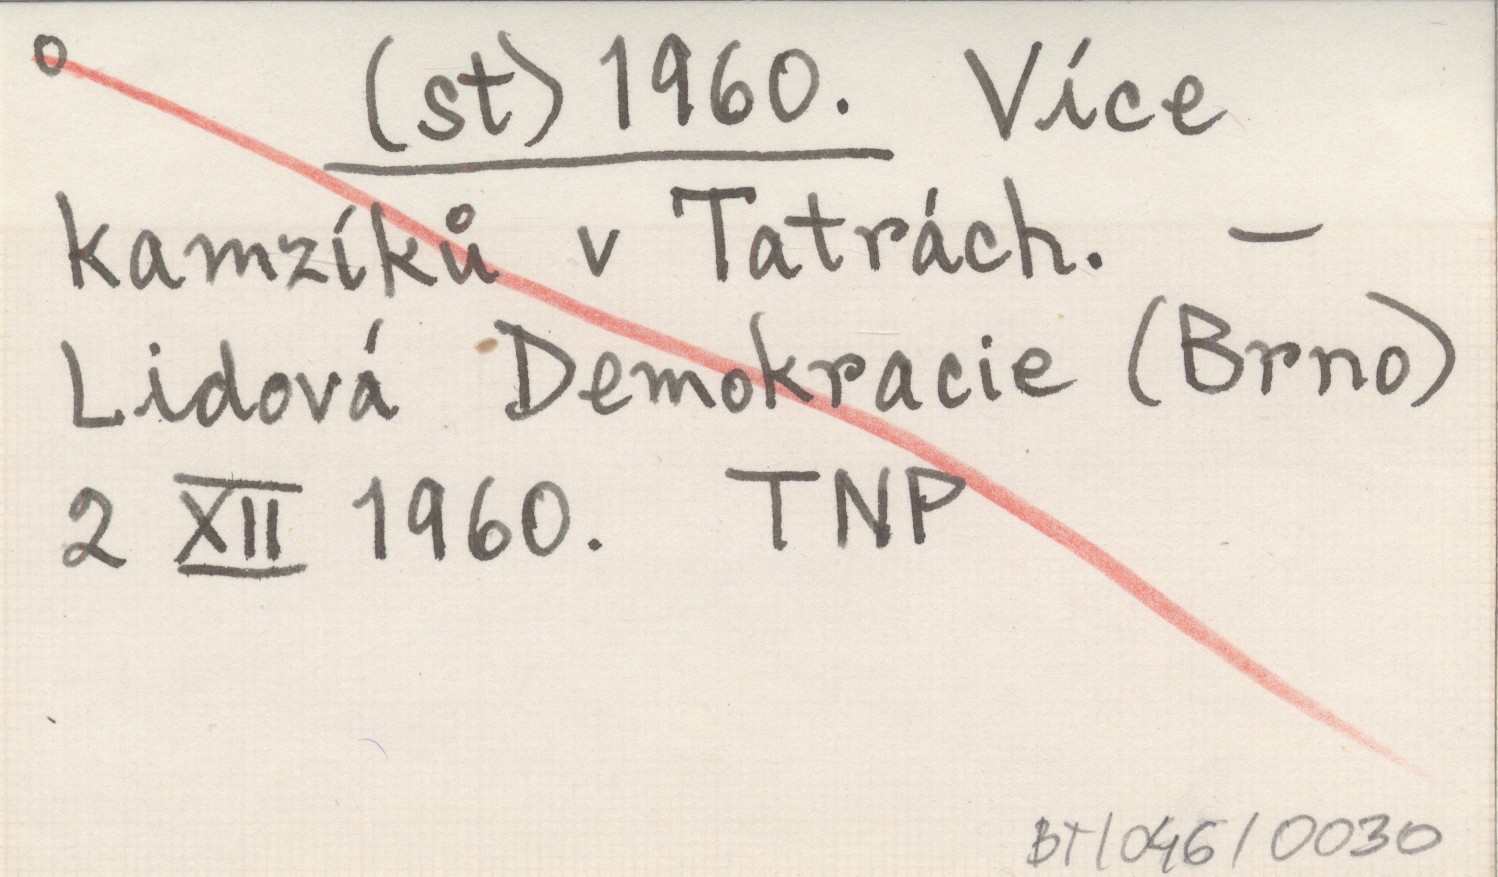 o (st) 1960. Více
kamzíků v Tatrách. —
Lidová Demokracie (Brno)
2 XII 1960. TNP
BT/046/0030